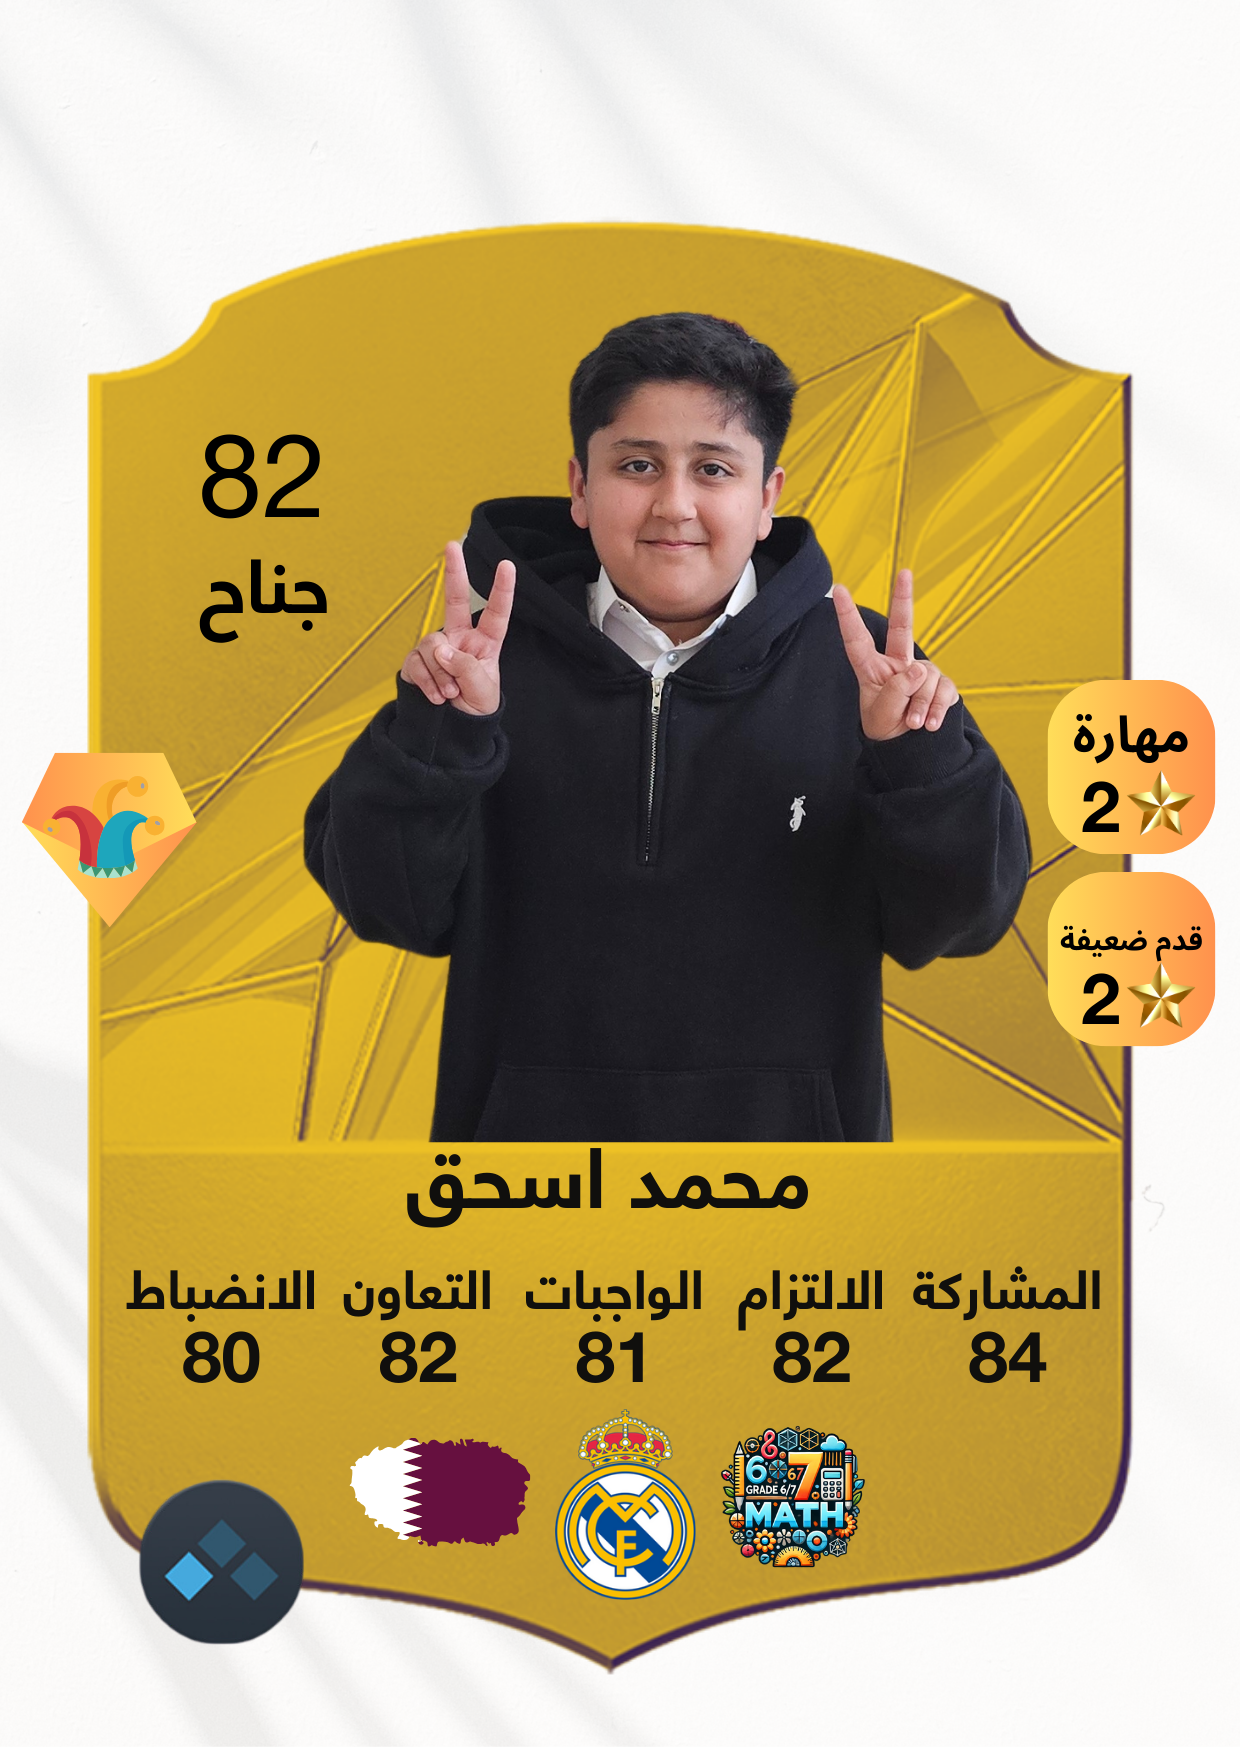 82
جناح
مهارة
2
قدم ضعيفة
2
محمد اسحق
المشاركة الالتزام الواجبات التعاون الانضباط
84 82 81 82 80
6 67 7
GRADE 6/7
MATH